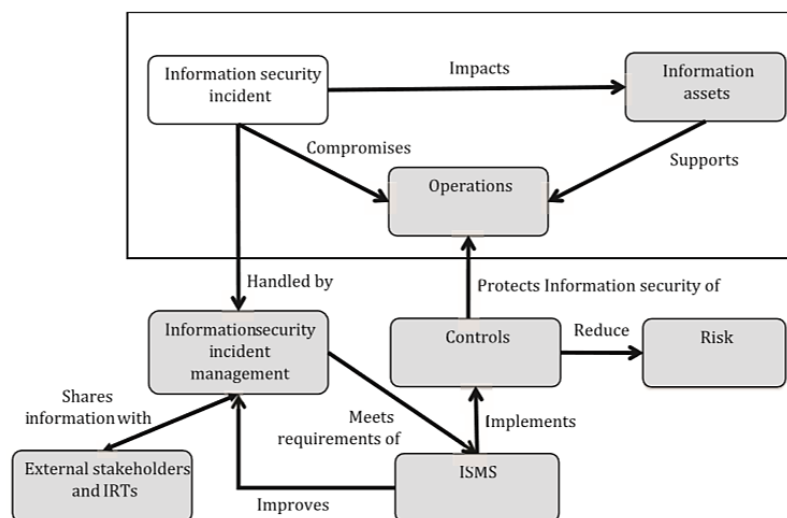 Information security
incident
Impacts
Information
assets
Compromises
Operations
Supports
Handled by
Protects Information security of
Informationsecurity
incident
management
Controls
Reduce
Risk
Shares
information with
Meets
requirements of
Implements
External stakeholders
and IRTs
Improves
ISMS